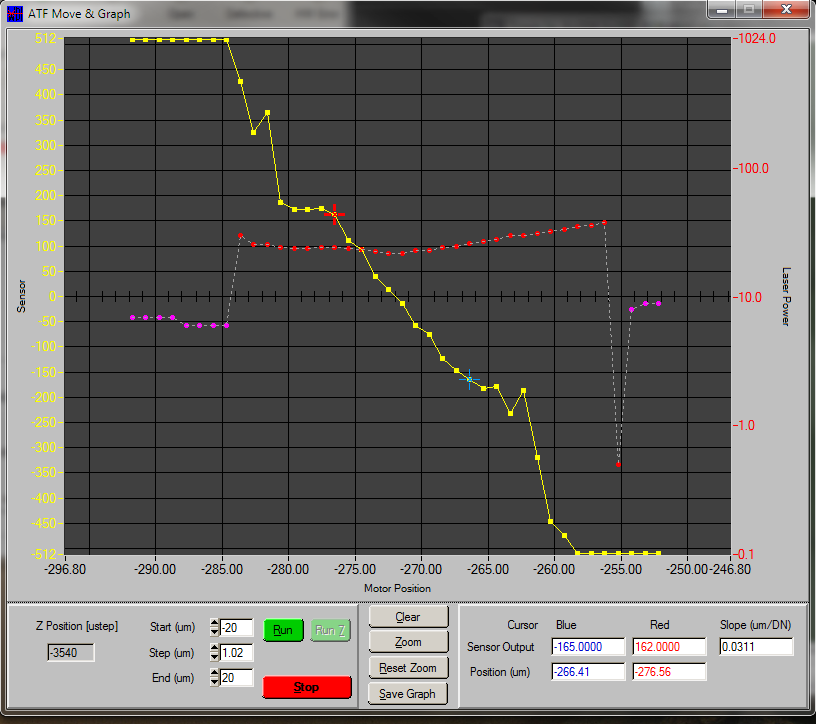 ATF Move & Graph
512 -1024.0
450
400 -100.0
350
300
250
200
150
100
50
0 -10.0
-50
-100
-150
-200
-250 -1.0
-300
-350
-400
-450
-512 -0.1
Sensor
Laser Power
-296.80 -290.00 -285.00 -280.00 -275.00 -270.00 -265.00 -260.00 -255.00 -250.00 -246.80
Motor Position
Z Position [ustep]
-3540
Start (um) -20
Step (um) 1.02
End (um) 20
Run Run Z
Stop
Clear
Zoom
Reset Zoom
Save Graph
Cursor Blue Red Slope (um/DN)
Sensor Output -165.0000 162.0000 0.0311
Position (um) -266.41 -276.56